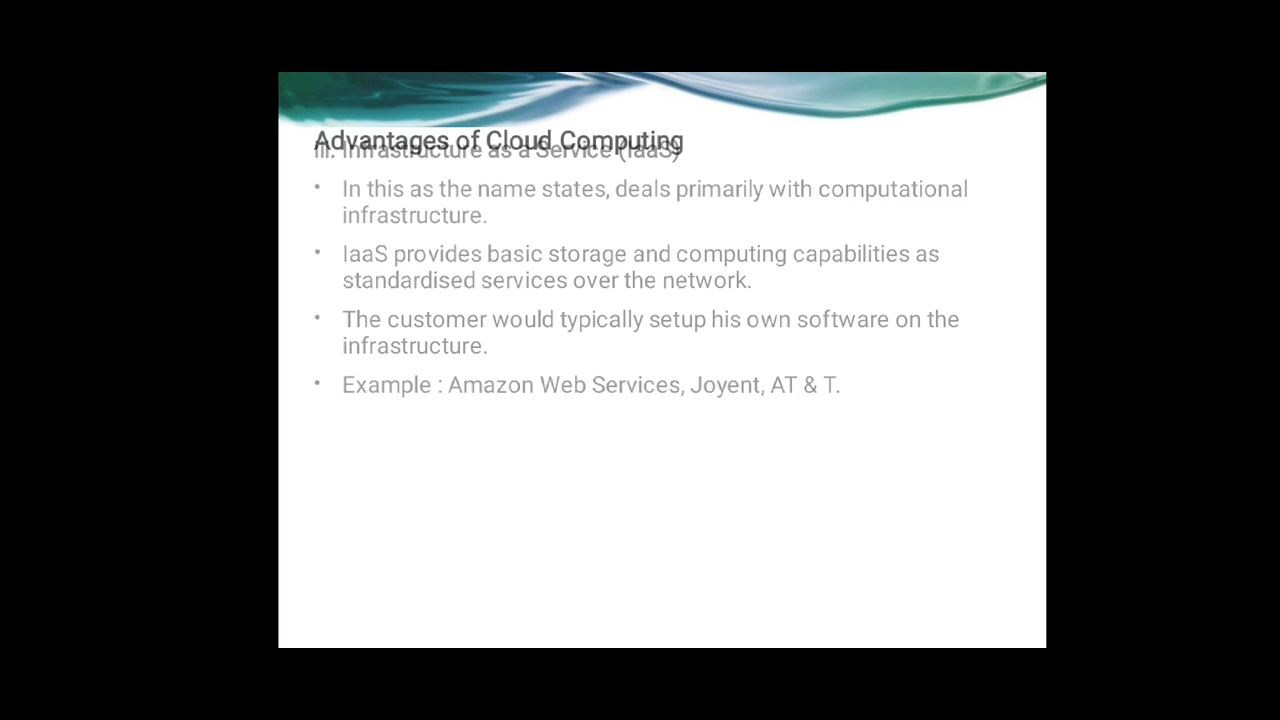 Advantages of Cloud Computing
iii. Infrastructure as a Service (IaaS)
• In this as the name states, deals primarily with computational
infrastructure.
• IaaS provides basic storage and computing capabilities as
standardised services over the network.
• The customer would typically setup his own software on the
infrastructure.
• Example : Amazon Web Services, Joyent, AT & T.